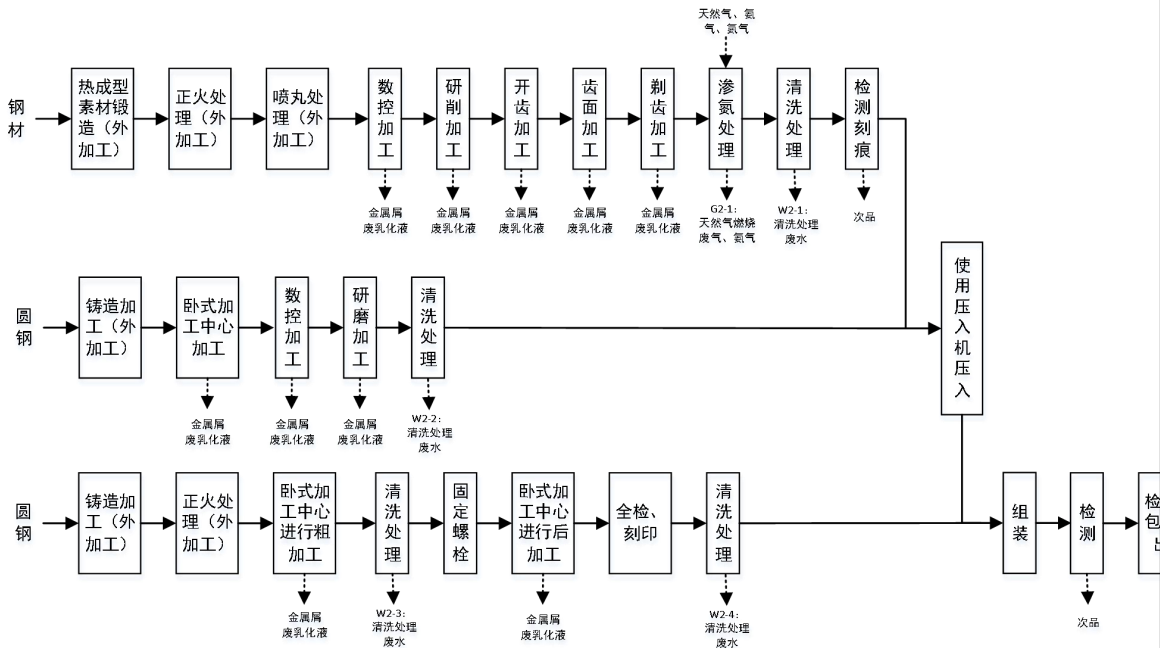 天然气、氨
气、氮气
钢
材
热成型
素材锻
造（外
加工）
正火处
理（外
加工）
喷丸处
理（外
加工）
数
控
加
工
研
削
加
工
开
齿
加
工
齿
面
加
工
剃
齿
加
工
渗
氮
处
理
清
洗
处
理
检
测
刻
痕
金属屑
废乳化液
金属屑
废乳化液
金属屑
废乳化液
金属屑
废乳化液
金属屑
废乳化液
G2-1：
天然气燃烧
废气、氨气
W2-1：
清洗处理
废水
次品
圆
钢
铸造加
工（外
加工）
卧式加
工中心
加工
数
控
加
工
研
磨
加
工
清
洗
处
理
使
用
压
入
机
压
入
金属屑
废乳化液
金属屑
废乳化液
金属屑
废乳化液
W2-2：
清洗处理
废水
圆
钢
铸造加
工（外
加工）
正火处
理（外
加工）
卧式加
工中心
进行粗
加工
清
洗
处
理
固
定
螺
栓
卧式加
工中心
进行后
加工
全检、
刻印
清
洗
处
理
组
装
检
测
检
包
金属屑
废乳化液
W2-3：
清洗处理
废水
金属屑
废乳化液
W2-4：
清洗处理
废水
次品